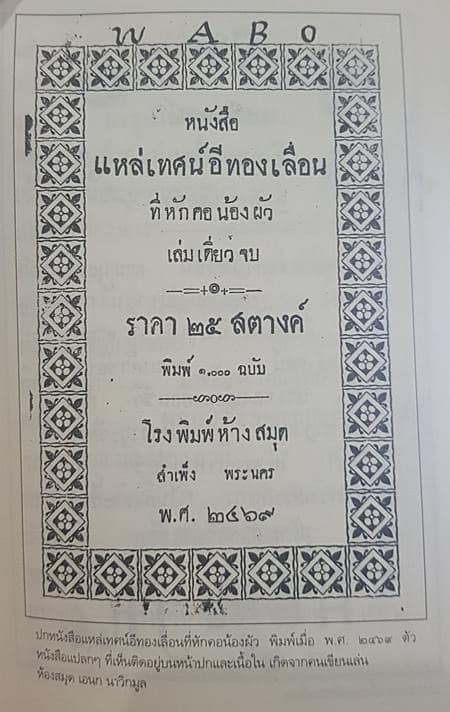 W A B O
หนังสือ
แหล่เทศน์อีทองเลื่อน
ที่หักคอน้องผัว
เล่มเดี่ยวจบ
ราคา ๒๕ สตางค์
พิมพ์ ๑,๐๐๐ ฉบับ
โรงพิมพ์ห้างสมุต
สำเพ็ง พระนคร
พ.ศ. ๒๔๖๙
ปกหนังสือแหล่เทศน์อีทองเลื่อนที่หักคอน้องผัว พิมพ์เมื่อ พ.ศ. ๒๔๖๙ ตัว
หนังสือแปลกๆ ที่เห็นติดอยู่บนหน้าปกและเนื้อใน เกิดจากคนเขียนเล่น
ห้องสมุด เอนก นาวิกมูล